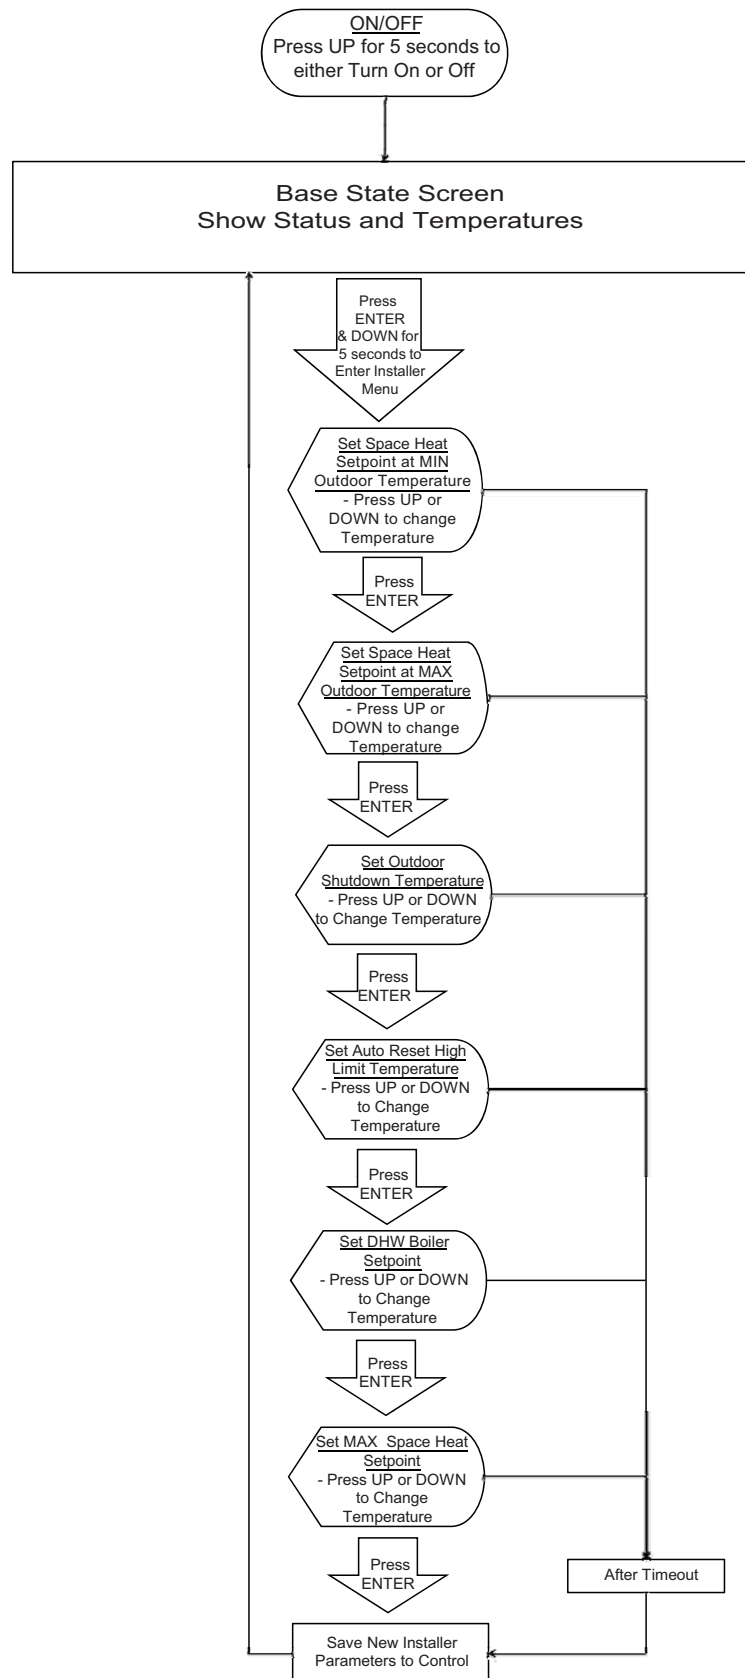 ON/OFF
Press UP for 5 seconds to
either Turn On or Off
Base State Screen
Show Status and Temperatures
Press
ENTER
& DOWN for
5 seconds to
Enter Installer
Menu
Set Space Heat
Setpoint at MIN
Outdoor Temperature
- Press UP or
DOWN to change
Temperature
Press
ENTER
Set Space Heat
Setpoint at MAX
Outdoor Temperature
- Press UP or
DOWN to change
Temperature
Press
ENTER
Set Outdoor
Shutdown Temperature
- Press UP or DOWN
to Change Temperature
Press
ENTER
Set Auto Reset High
Limit Temperature
- Press UP or DOWN
to Change
Temperature
Press
ENTER
Set DHW Boiler
Setpoint
- Press UP or DOWN
to Change
Temperature
Press
ENTER
Set MAX Space Heat
Setpoint
- Press UP or DOWN
to Change
Temperature
Press
ENTER
After Timeout
Save New Installer
Parameters to Control